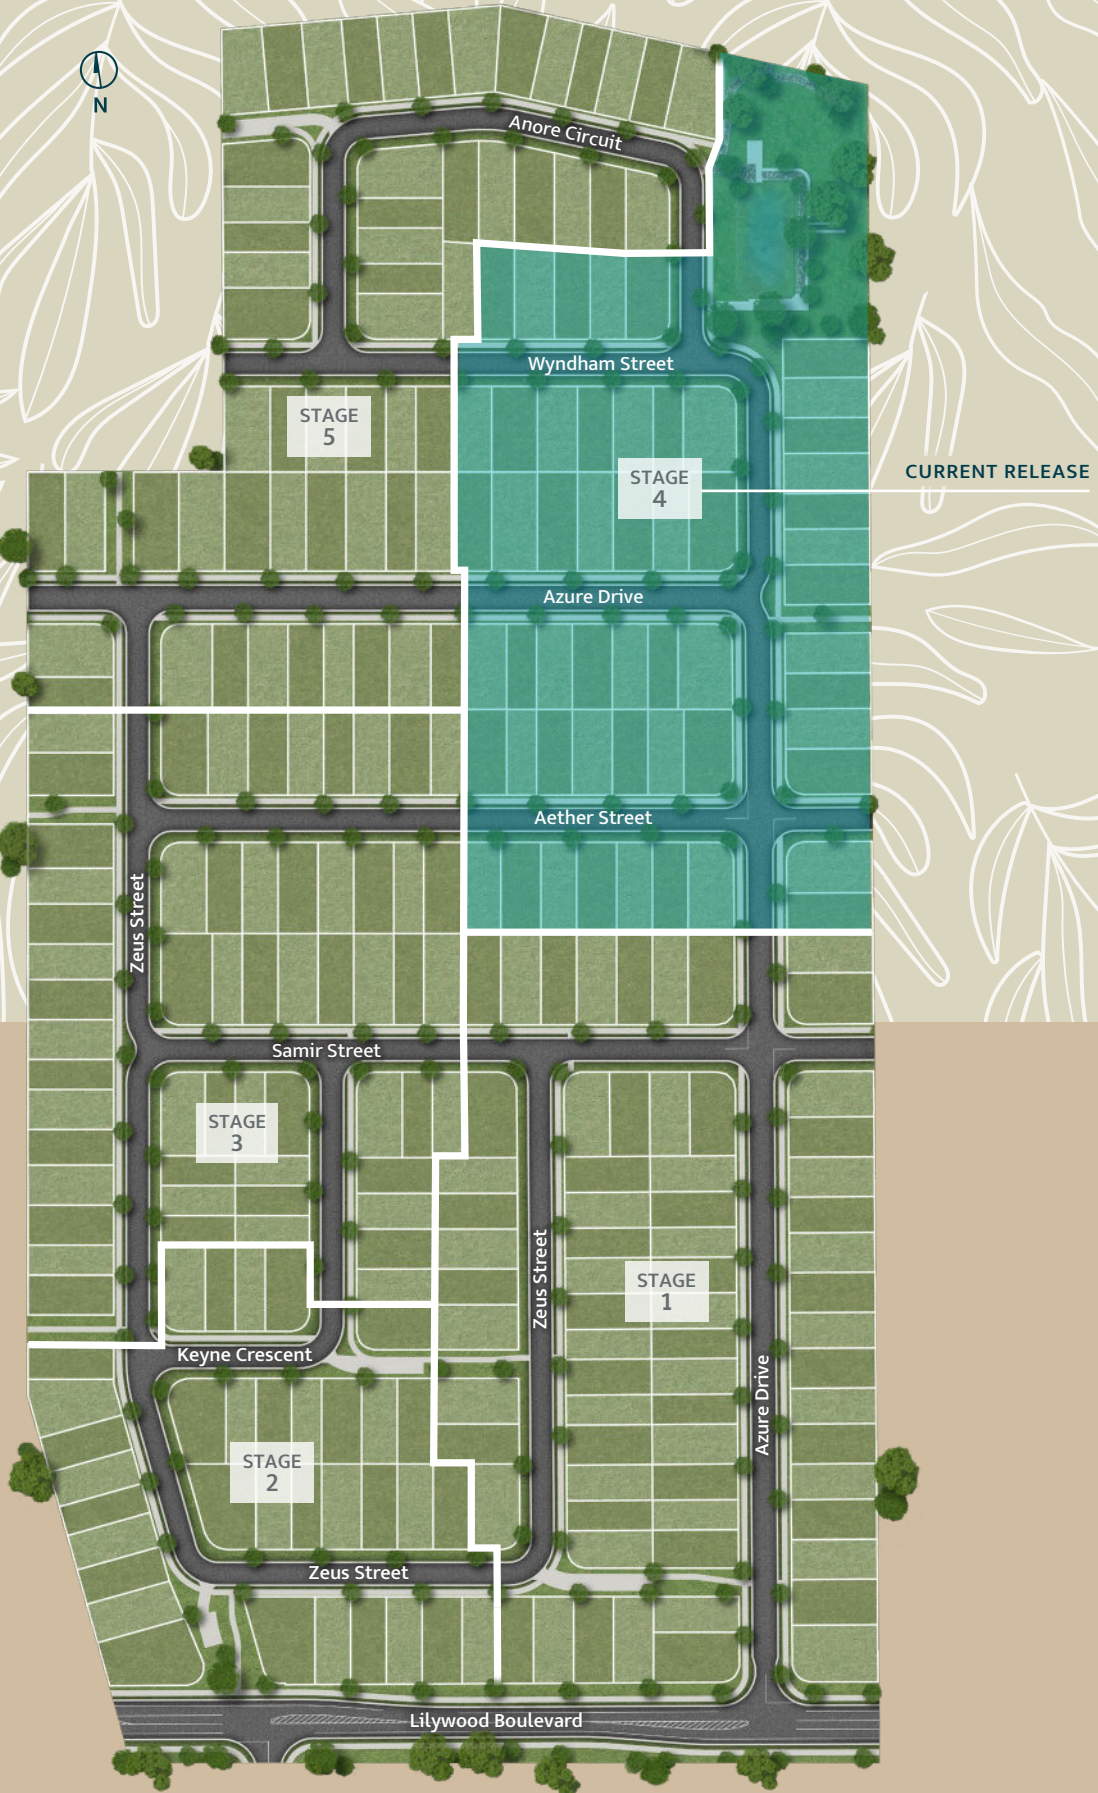 N
Anore Circuit
Wyndham Street
STAGE
5
STAGE
4
CURRENT RELEASE
Azure Drive
Aether Street
Zeus Street
Samir Street
STAGE
3
Zeus Street
STAGE
1
Keyne Crescent
Azure Drive
STAGE
2
Zeus Street
Lilywood Boulevard